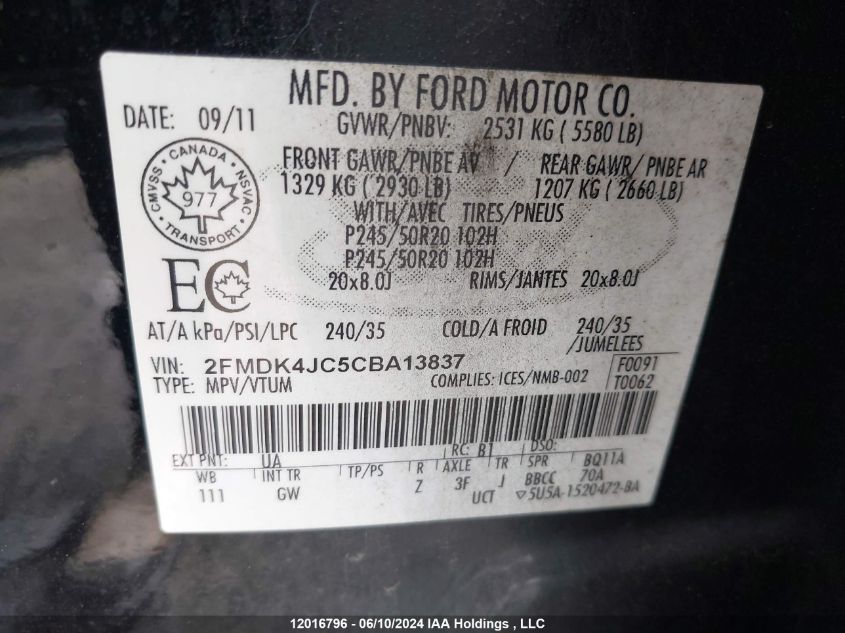 MFD. BY FORD MOTOR CO.
DATE: 09/11
GVWR/PNBV: 2531 KG ( 5580 LB)
FRONT GAWR/PNBE AV / REAR GAWR/ PNBE AR
1329 KG ( 2930 LB) 1207 KG ( 2660 LB)
WITH/AVEC TIRES/PNEUS
P245/50R20 102H
P245/50R20 102H
20x8.0J RIMS/JANTES 20x8.0J
CANADA
CMVSS 977 NSVAC
TRANSPORT
EC
AT/A kPa/PSI/LPC 240/35 COLD/A FROID 240/35
/JUMELEES
VIN: 2FMDK4JC5CBA13837 F0091
TYPE: MPV/VTUM COMPLIES: ICES/NMB-002 T0062
EXT PNT: UA RC: B1 DSO:
WB INT TR TP/PS R AXLE TR SPR BQ11A
111 GW Z 3F J BBCC 70A
UCT ▽5U5A-1520472-BA
12016796 - 06/10/2024 IAA Holdings , LLC